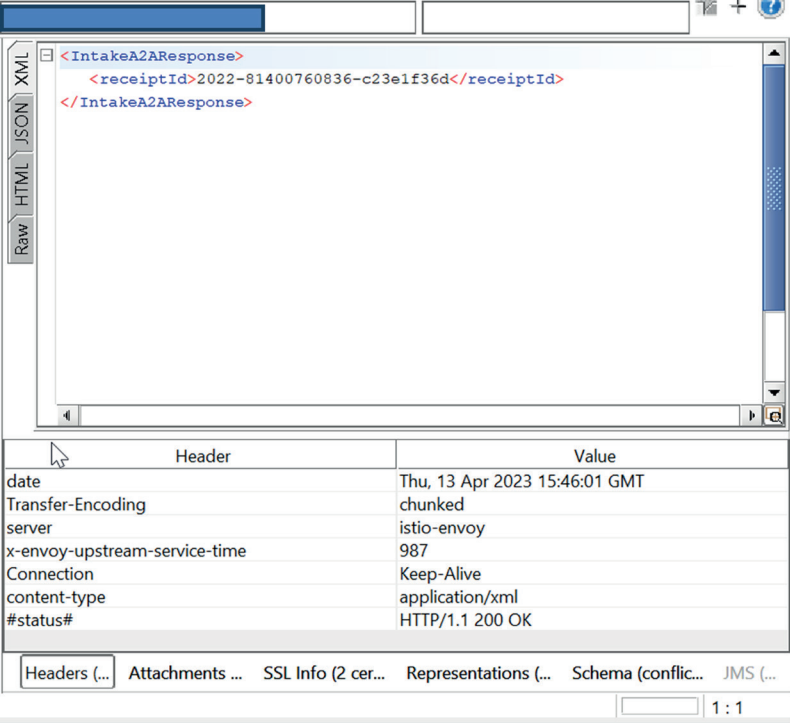 <IntakeA2AResponse>
<receiptId>2022-81400760836-c23e1f36d</receiptId>
</IntakeA2AResponse>
XML
JSON
HTML
Raw
Header Value
date Thu, 13 Apr 2023 15:46:01 GMT
Transfer-Encoding chunked
server istio-envoy
x-envoy-upstream-service-time 987
Connection Keep-Alive
content-type application/xml
#status# HTTP/1.1 200 OK
Headers (... Attachments ... SSL Info (2 cer... Representations (... Schema (conflic... JMS (...
1 : 1